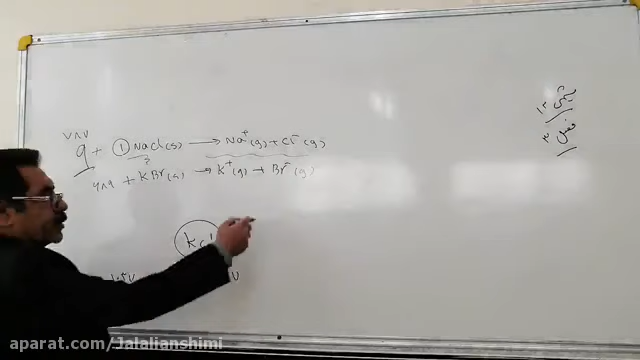 شیمی ۱۲
فصل ۳
۷۸۷
q + ① NaCl(s) → Na⁺(g) + Cl⁻(g)
?
۶۸۹ + KBr(s) → K⁺(g) + Br⁻(g)
KCl
aparat.com/Jalalianshimi